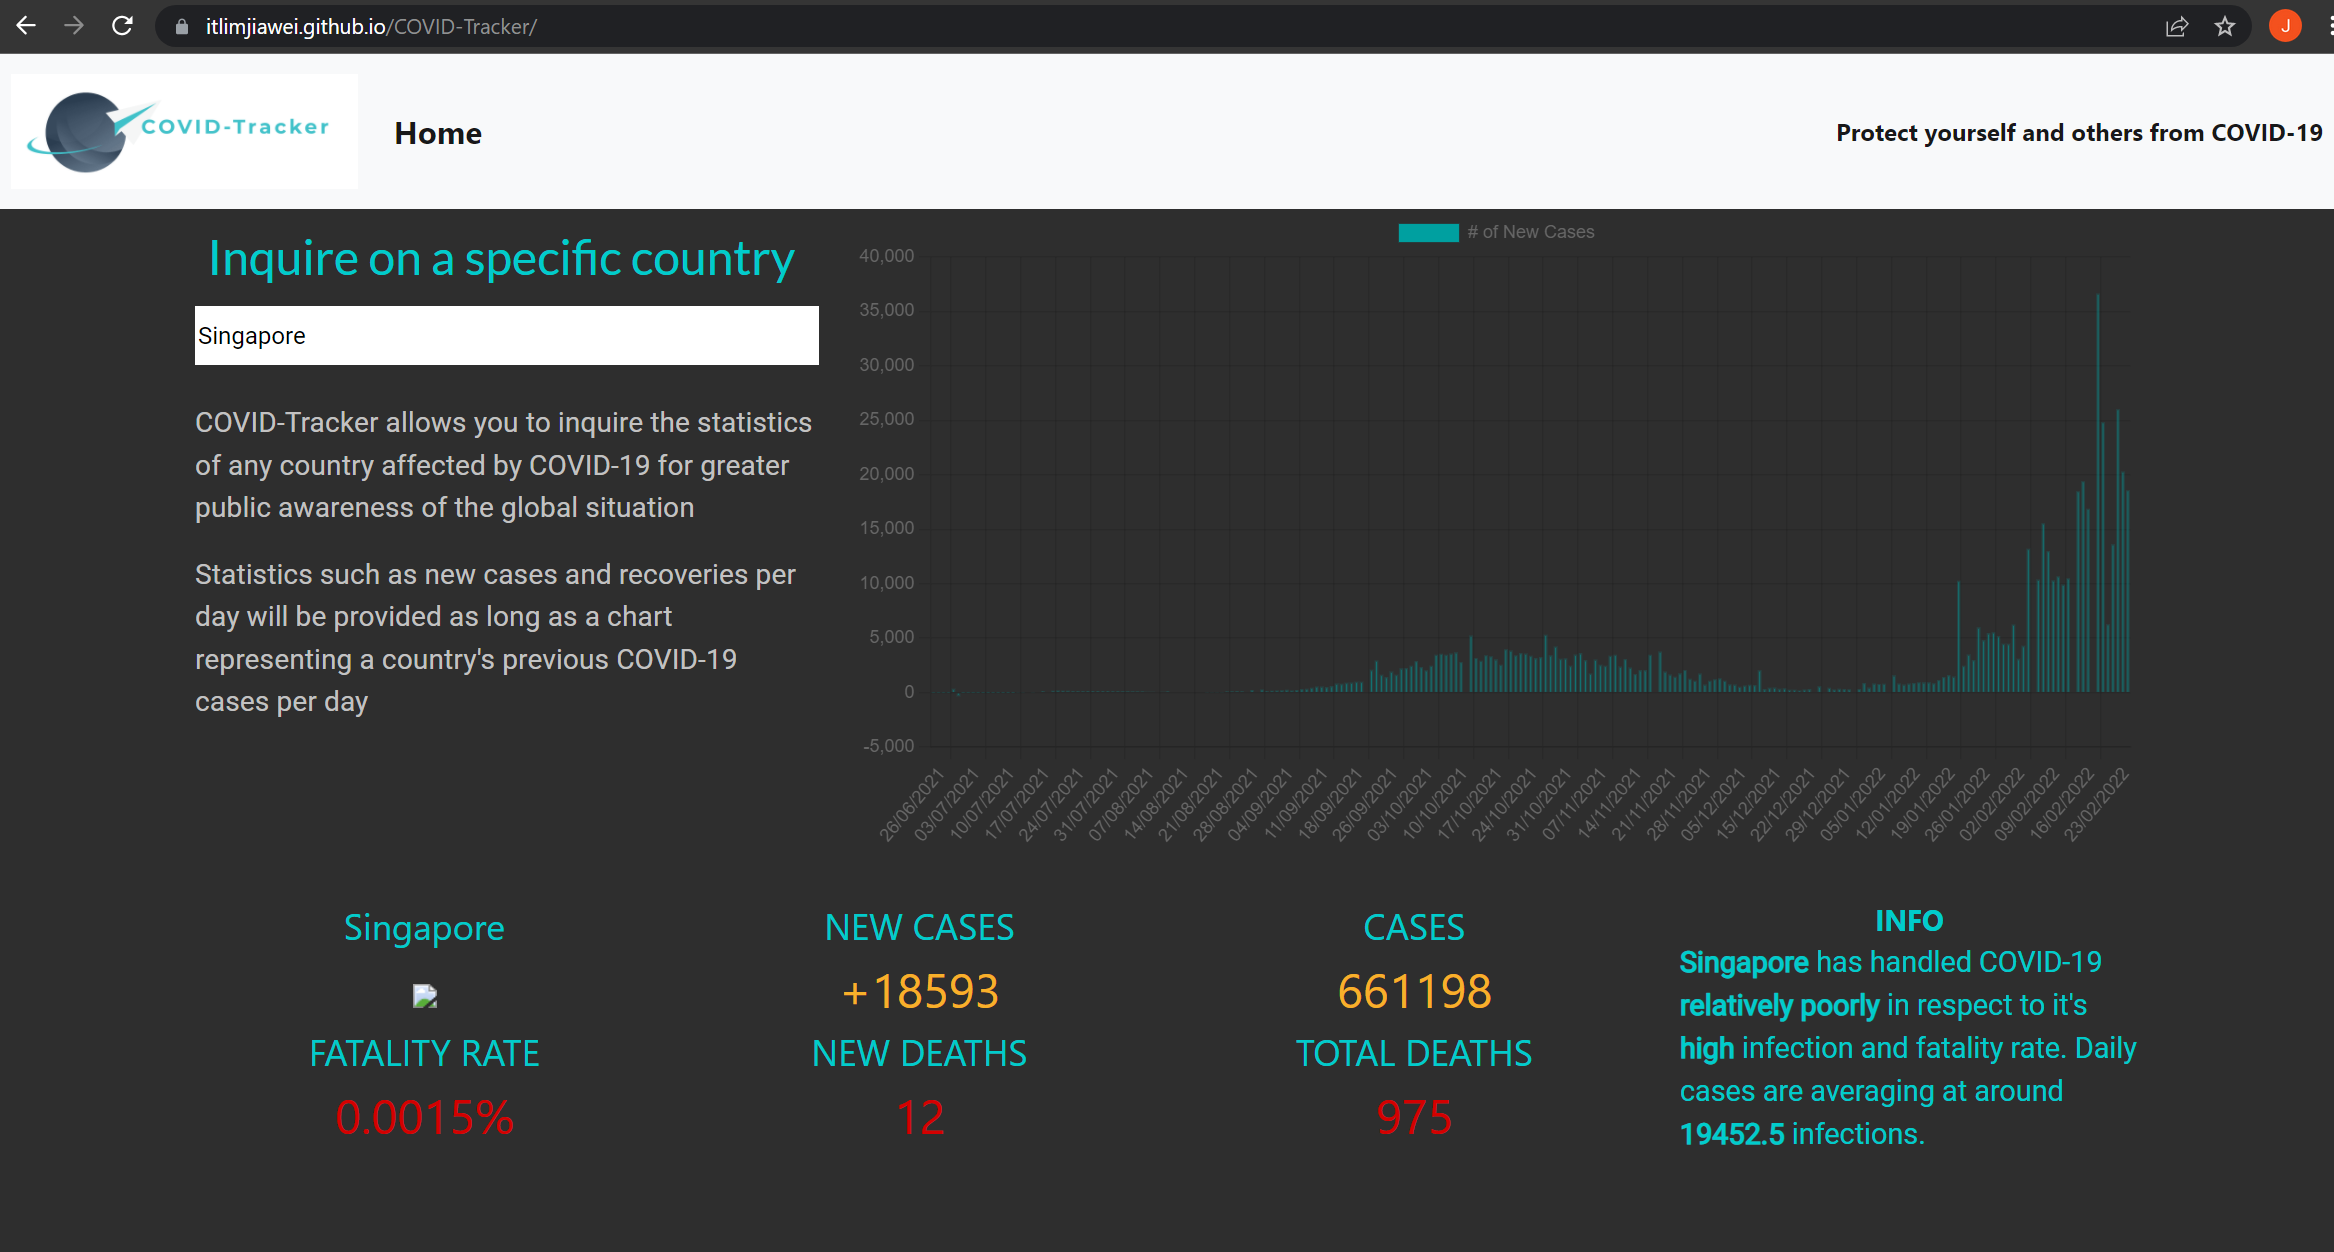 itlimjiawei.github.io/COVID-Tracker/
J
COVID-Tracker
Home
Protect yourself and others from COVID-19
Inquire on a specific country
Singapore
COVID-Tracker allows you to inquire the statistics
of any country affected by COVID-19 for greater
public awareness of the global situation
Statistics such as new cases and recoveries per
day will be provided as long as a chart
representing a country's previous COVID-19
cases per day
# of New Cases
40,000
35,000
30,000
25,000
20,000
15,000
10,000
5,000
0
-5,000
26/06/2021
03/07/2021
10/07/2021
17/07/2021
24/07/2021
31/07/2021
07/08/2021
14/08/2021
21/08/2021
28/08/2021
04/09/2021
11/09/2021
18/09/2021
26/09/2021
03/10/2021
10/10/2021
17/10/2021
24/10/2021
31/10/2021
07/11/2021
14/11/2021
21/11/2021
28/11/2021
05/12/2021
15/12/2021
22/12/2021
29/12/2021
05/01/2022
12/01/2022
19/01/2022
26/01/2022
02/02/2022
09/02/2022
16/02/2022
23/02/2022
Singapore
FATALITY RATE
0.0015%
NEW CASES
+18593
NEW DEATHS
12
CASES
661198
TOTAL DEATHS
975
INFO
Singapore has handled COVID-19
relatively poorly in respect to it's
high infection and fatality rate. Daily
cases are averaging at around
19452.5 infections.